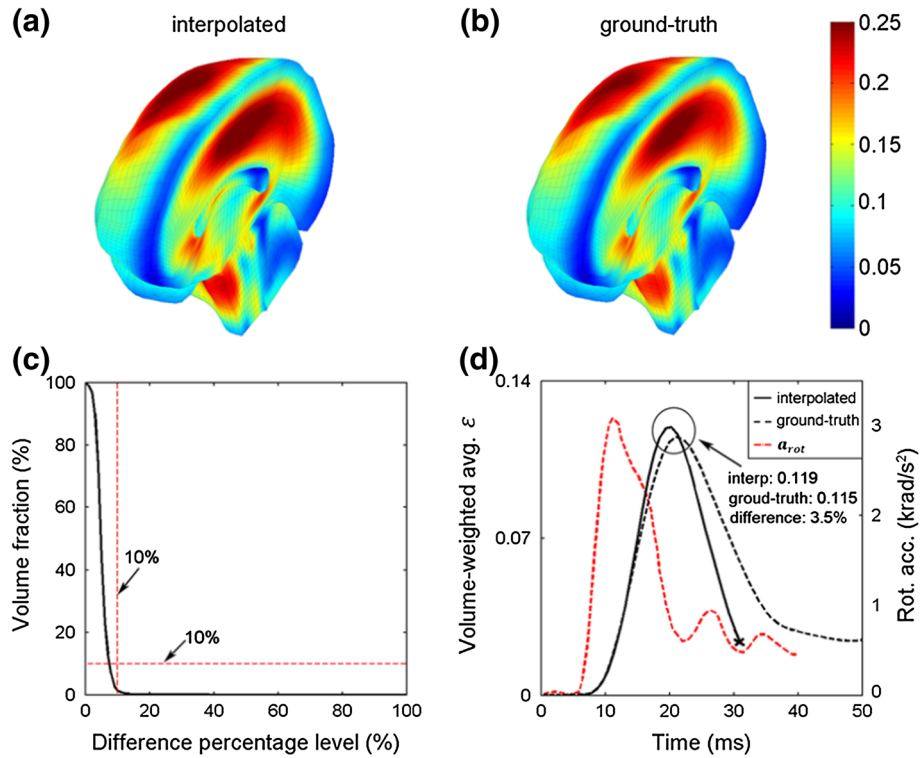 (a)
interpolated
(b)
ground-truth
0.25
0.2
0.15
0.1
0.05
0
(c)
100
80
60
40
20
0
Volume fraction (%)
10%
10%
0
20
40
60
80
100
Difference percentage level (%)
(d)
0.14
0.07
0
Volume-weighted avg. ε
interpolated
ground-truth
a_rot
interp: 0.119
groud-truth: 0.115
difference: 3.5%
3
2
1
0
Rot. acc. (krad/s²)
0
10
20
30
40
50
Time (ms)